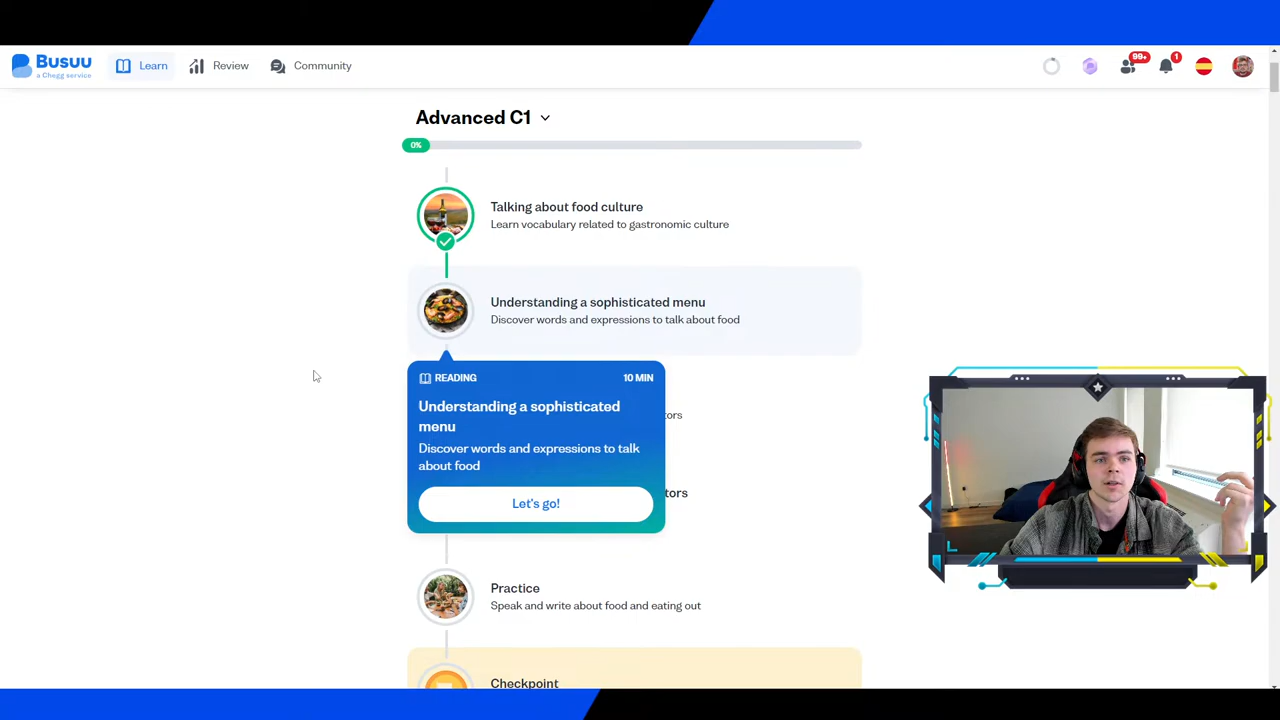 Busuu
a Chegg service
Learn
Review
Community
99+
1
Advanced C1
0%
Talking about food culture
Learn vocabulary related to gastronomic culture
Understanding a sophisticated menu
Discover words and expressions to talk about food
READING
10 MIN
Understanding a sophisticated
menu
Discover words and expressions to talk
about food
Let's go!
tors
tors
Practice
Speak and write about food and eating out
Checkpoint